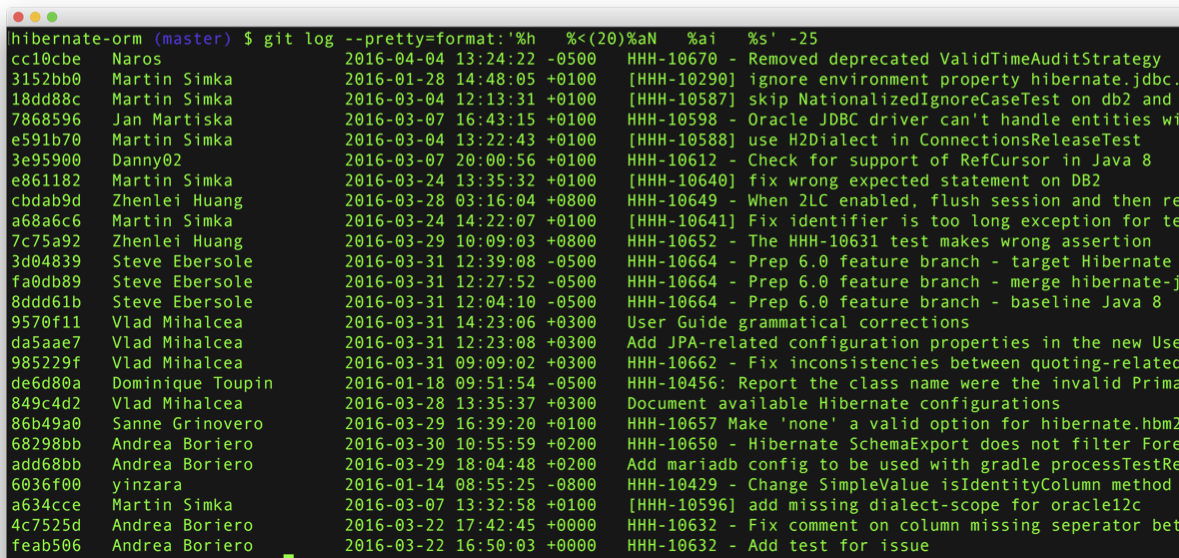 [hibernate-orm (master) $ git log --pretty=format:'%h   %<(20)%aN   %ai   %s' -25
cc10cbe   Naros                  2016-04-04 13:24:22 -0500   HHH-10670 - Removed deprecated ValidTimeAuditStrategy
3152bb0   Martin Simka           2016-01-28 14:48:05 +0100   [HHH-10290] ignore environment property hibernate.jdbc.
18dd88c   Martin Simka           2016-03-04 12:13:31 +0100   [HHH-10587] skip NationalizedIgnoreCaseTest on db2 and
7868596   Jan Martiska           2016-03-07 16:43:15 +0100   HHH-10598 - Oracle JDBC driver can't handle entities wi
e591b70   Martin Simka           2016-03-04 13:22:43 +0100   [HHH-10588] use H2Dialect in ConnectionsReleaseTest
3e95900   Danny02                2016-03-07 20:00:56 +0100   HHH-10612 - Check for support of RefCursor in Java 8
e861182   Martin Simka           2016-03-24 13:35:32 +0100   [HHH-10640] fix wrong expected statement on DB2
cbdab9d   Zhenlei Huang          2016-03-28 03:16:04 +0800   HHH-10649 - When 2LC enabled, flush session and then re
a68a6c6   Martin Simka           2016-03-24 14:22:07 +0100   [HHH-10641] Fix identifier is too long exception for te
7c75a92   Zhenlei Huang          2016-03-29 10:09:03 +0800   HHH-10652 - The HHH-10631 test makes wrong assertion
3d04839   Steve Ebersole         2016-03-31 12:39:08 -0500   HHH-10664 - Prep 6.0 feature branch - target Hibernate
fa0db89   Steve Ebersole         2016-03-31 12:27:52 -0500   HHH-10664 - Prep 6.0 feature branch - merge hibernate-j
8ddd61b   Steve Ebersole         2016-03-31 12:04:10 -0500   HHH-10664 - Prep 6.0 feature branch - baseline Java 8
9570f11   Vlad Mihalcea          2016-03-31 14:23:06 +0300   User Guide grammatical corrections
da5aae7   Vlad Mihalcea          2016-03-31 12:23:08 +0300   Add JPA-related configuration properties in the new Use
985229f   Vlad Mihalcea          2016-03-31 09:09:02 +0300   HHH-10662 - Fix inconsistencies between quoting-related
de6d80a   Dominique Toupin       2016-01-18 09:51:54 -0500   HHH-10456: Report the class name were the invalid Prima
849c4d2   Vlad Mihalcea          2016-03-28 13:35:37 +0300   Document available Hibernate configurations
86b49a0   Sanne Grinovero        2016-03-29 16:39:20 +0100   HHH-10657 Make 'none' a valid option for hibernate.hbm2
68298bb   Andrea Boriero         2016-03-30 10:55:59 +0200   HHH-10650 - Hibernate SchemaExport does not filter Fore
add68bb   Andrea Boriero         2016-03-29 18:04:48 +0200   Add mariadb config to be used with gradle processTestRe
6036f00   yinzara                2016-01-14 08:55:25 -0800   HHH-10429 - Change SimpleValue isIdentityColumn method
a634cce   Martin Simka           2016-03-07 13:32:58 +0100   [HHH-10596] add missing dialect-scope for oracle12c
4c7525d   Andrea Boriero         2016-03-22 17:42:45 +0000   HHH-10632 - Fix comment on column missing seperator bet
feab506   Andrea Boriero         2016-03-22 16:50:03 +0000   HHH-10632 - Add test for issue